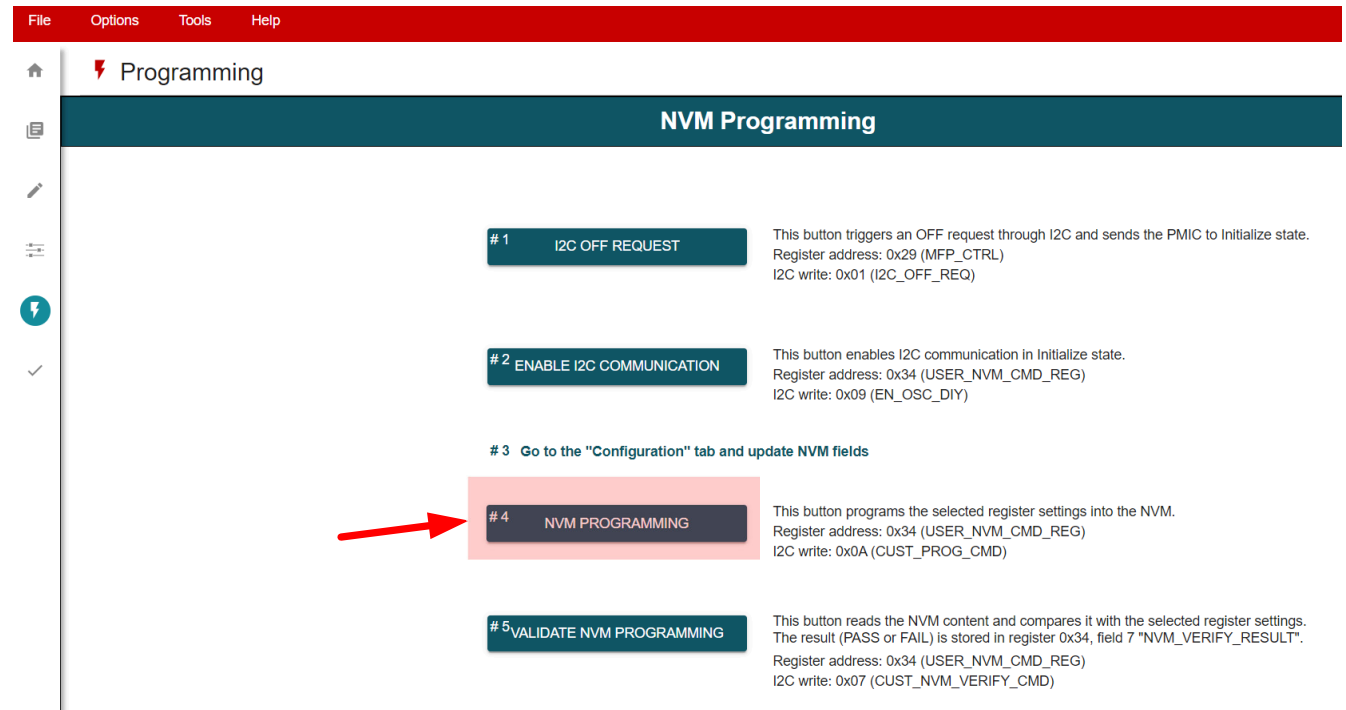 File Options Tools Help
Programming
NVM Programming
# 1 I2C OFF REQUEST
This button triggers an OFF request through I2C and sends the PMIC to Initialize state.
Register address: 0x29 (MFP_CTRL)
I2C write: 0x01 (I2C_OFF_REQ)
# 2 ENABLE I2C COMMUNICATION
This button enables I2C communication in Initialize state.
Register address: 0x34 (USER_NVM_CMD_REG)
I2C write: 0x09 (EN_OSC_DIY)
# 3 Go to the "Configuration" tab and update NVM fields
# 4 NVM PROGRAMMING
This button programs the selected register settings into the NVM.
Register address: 0x34 (USER_NVM_CMD_REG)
I2C write: 0x0A (CUST_PROG_CMD)
# 5 VALIDATE NVM PROGRAMMING
This button reads the NVM content and compares it with the selected register settings.
The result (PASS or FAIL) is stored in register 0x34, field 7 "NVM_VERIFY_RESULT".
Register address: 0x34 (USER_NVM_CMD_REG)
I2C write: 0x07 (CUST_NVM_VERIFY_CMD)